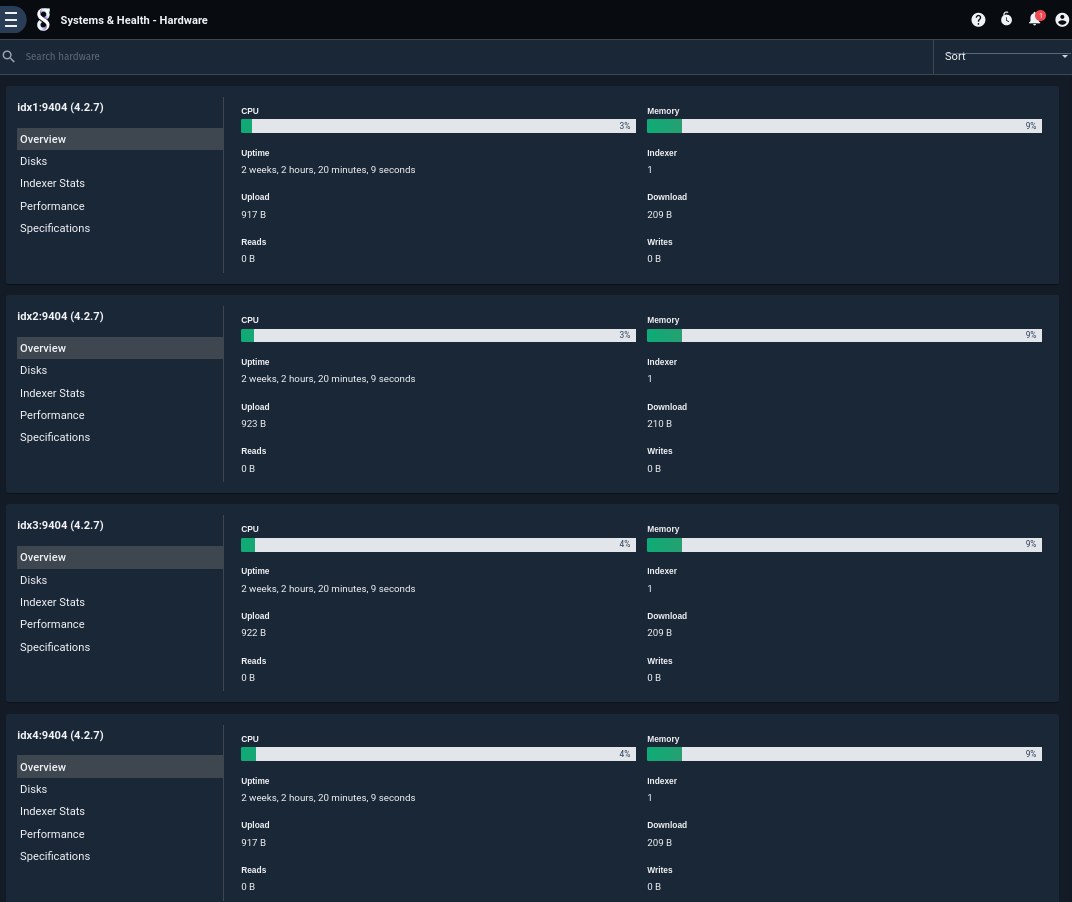 Systems & Health - Hardware
1
Search hardware
Sort
idx1:9404 (4.2.7)
Overview
Disks
Indexer Stats
Performance
Specifications
CPU
3%
Memory
9%
Uptime
2 weeks, 2 hours, 20 minutes, 9 seconds
Indexer
1
Upload
917 B
Download
209 B
Reads
0 B
Writes
0 B
idx2:9404 (4.2.7)
Overview
Disks
Indexer Stats
Performance
Specifications
CPU
3%
Memory
9%
Uptime
2 weeks, 2 hours, 20 minutes, 9 seconds
Indexer
1
Upload
923 B
Download
210 B
Reads
0 B
Writes
0 B
idx3:9404 (4.2.7)
Overview
Disks
Indexer Stats
Performance
Specifications
CPU
4%
Memory
9%
Uptime
2 weeks, 2 hours, 20 minutes, 9 seconds
Indexer
1
Upload
922 B
Download
209 B
Reads
0 B
Writes
0 B
idx4:9404 (4.2.7)
Overview
Disks
Indexer Stats
Performance
Specifications
CPU
4%
Memory
9%
Uptime
2 weeks, 2 hours, 20 minutes, 9 seconds
Indexer
1
Upload
917 B
Download
209 B
Reads
0 B
Writes
0 B